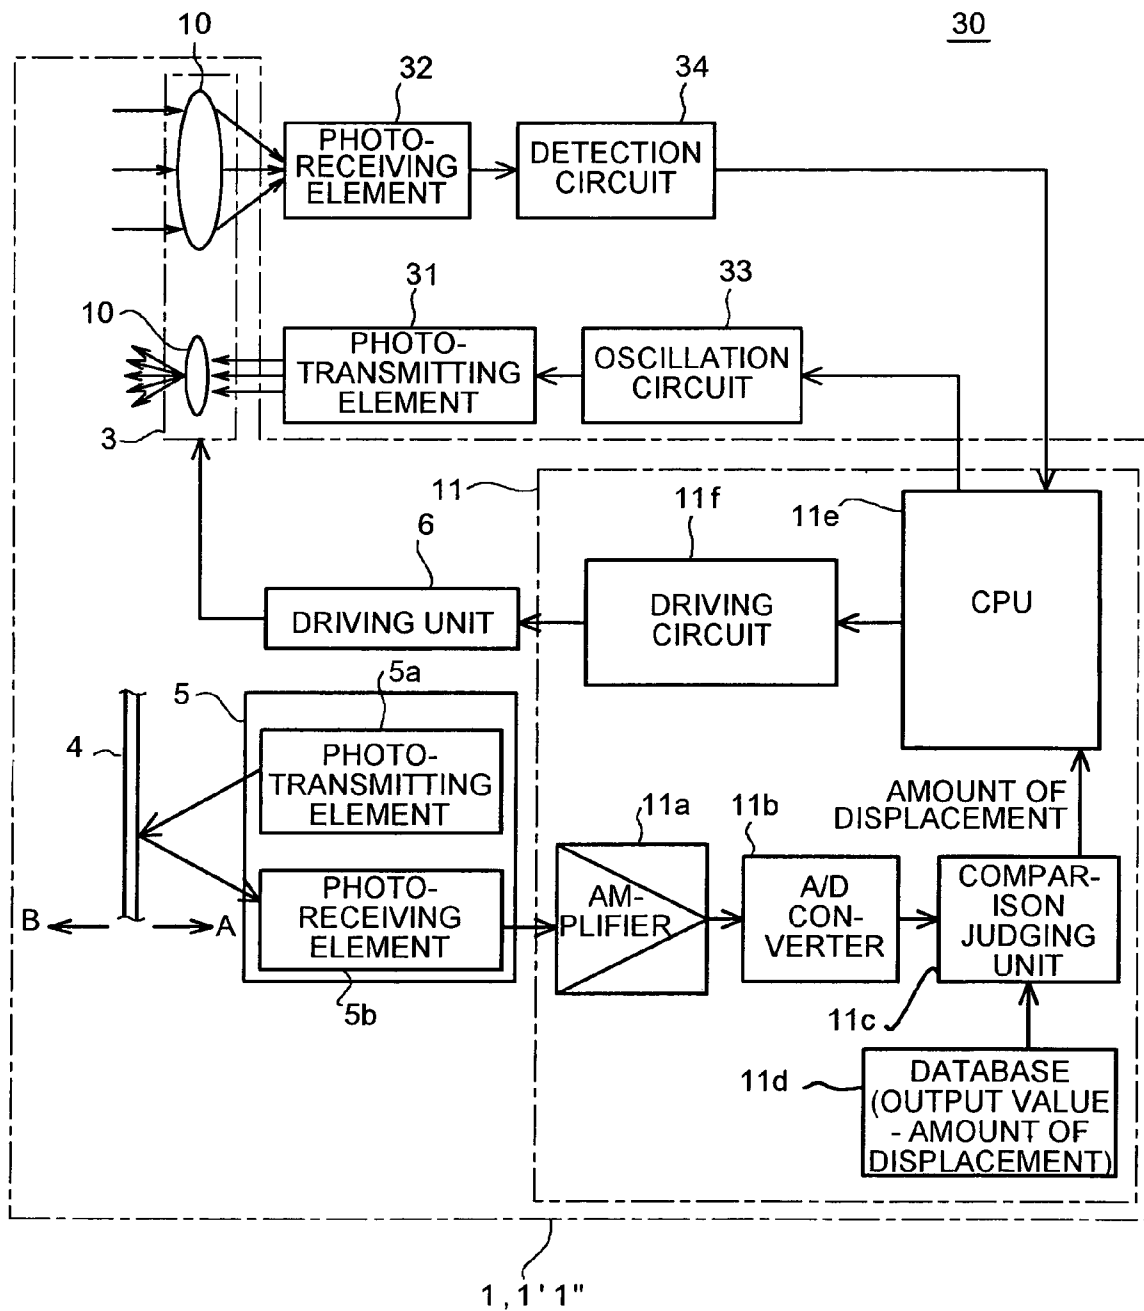 30
10
32
34
PHOTO-
RECEIVING
ELEMENT
DETECTION
CIRCUIT
31
33
10
PHOTO-
TRANSMITTING
ELEMENT
OSCILLATION
CIRCUIT
3
11
11f
11e
6
CPU
DRIVING UNIT
DRIVING
CIRCUIT
5a
5
4
PHOTO-
TRANSMITTING
ELEMENT
11a
11b
AMOUNT OF
DISPLACEMENT
PHOTO-
RECEIVING
ELEMENT
AM-
PLIFIER
A/D
CON-
VERTER
COMPAR-
ISON
JUDGING
UNIT
B
A
5b
11c
11d
DATABASE
(OUTPUT VALUE
- AMOUNT OF
DISPLACEMENT)
1 , 1' 1"